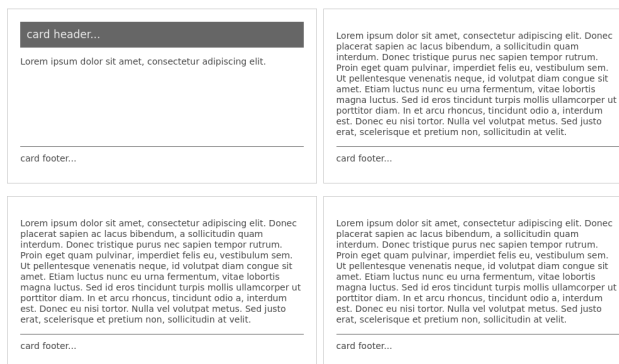 card header...
Lorem ipsum dolor sit amet, consectetur adipiscing elit.
card footer...
Lorem ipsum dolor sit amet, consectetur adipiscing elit. Donec
placerat sapien ac lacus bibendum, a sollicitudin quam
interdum. Donec tristique purus nec sapien tempor rutrum.
Proin eget quam pulvinar, imperdiet felis eu, vestibulum sem.
Ut pellentesque venenatis neque, id volutpat diam congue sit
amet. Etiam luctus nunc eu urna fermentum, vitae lobortis
magna luctus. Sed id eros tincidunt turpis mollis ullamcorper ut
porttitor diam. In et arcu rhoncus, tincidunt odio a, interdum
est. Donec eu nisi tortor. Nulla vel volutpat metus. Sed justo
erat, scelerisque et pretium non, sollicitudin at velit.
card footer...
Lorem ipsum dolor sit amet, consectetur adipiscing elit. Donec
placerat sapien ac lacus bibendum, a sollicitudin quam
interdum. Donec tristique purus nec sapien tempor rutrum.
Proin eget quam pulvinar, imperdiet felis eu, vestibulum sem.
Ut pellentesque venenatis neque, id volutpat diam congue sit
amet. Etiam luctus nunc eu urna fermentum, vitae lobortis
magna luctus. Sed id eros tincidunt turpis mollis ullamcorper ut
porttitor diam. In et arcu rhoncus, tincidunt odio a, interdum
est. Donec eu nisi tortor. Nulla vel volutpat metus. Sed justo
erat, scelerisque et pretium non, sollicitudin at velit.
card footer...
Lorem ipsum dolor sit amet, consectetur adipiscing elit. Donec
placerat sapien ac lacus bibendum, a sollicitudin quam
interdum. Donec tristique purus nec sapien tempor rutrum.
Proin eget quam pulvinar, imperdiet felis eu, vestibulum sem.
Ut pellentesque venenatis neque, id volutpat diam congue sit
amet. Etiam luctus nunc eu urna fermentum, vitae lobortis
magna luctus. Sed id eros tincidunt turpis mollis ullamcorper ut
porttitor diam. In et arcu rhoncus, tincidunt odio a, interdum
est. Donec eu nisi tortor. Nulla vel volutpat metus. Sed justo
erat, scelerisque et pretium non, sollicitudin at velit.
card footer...